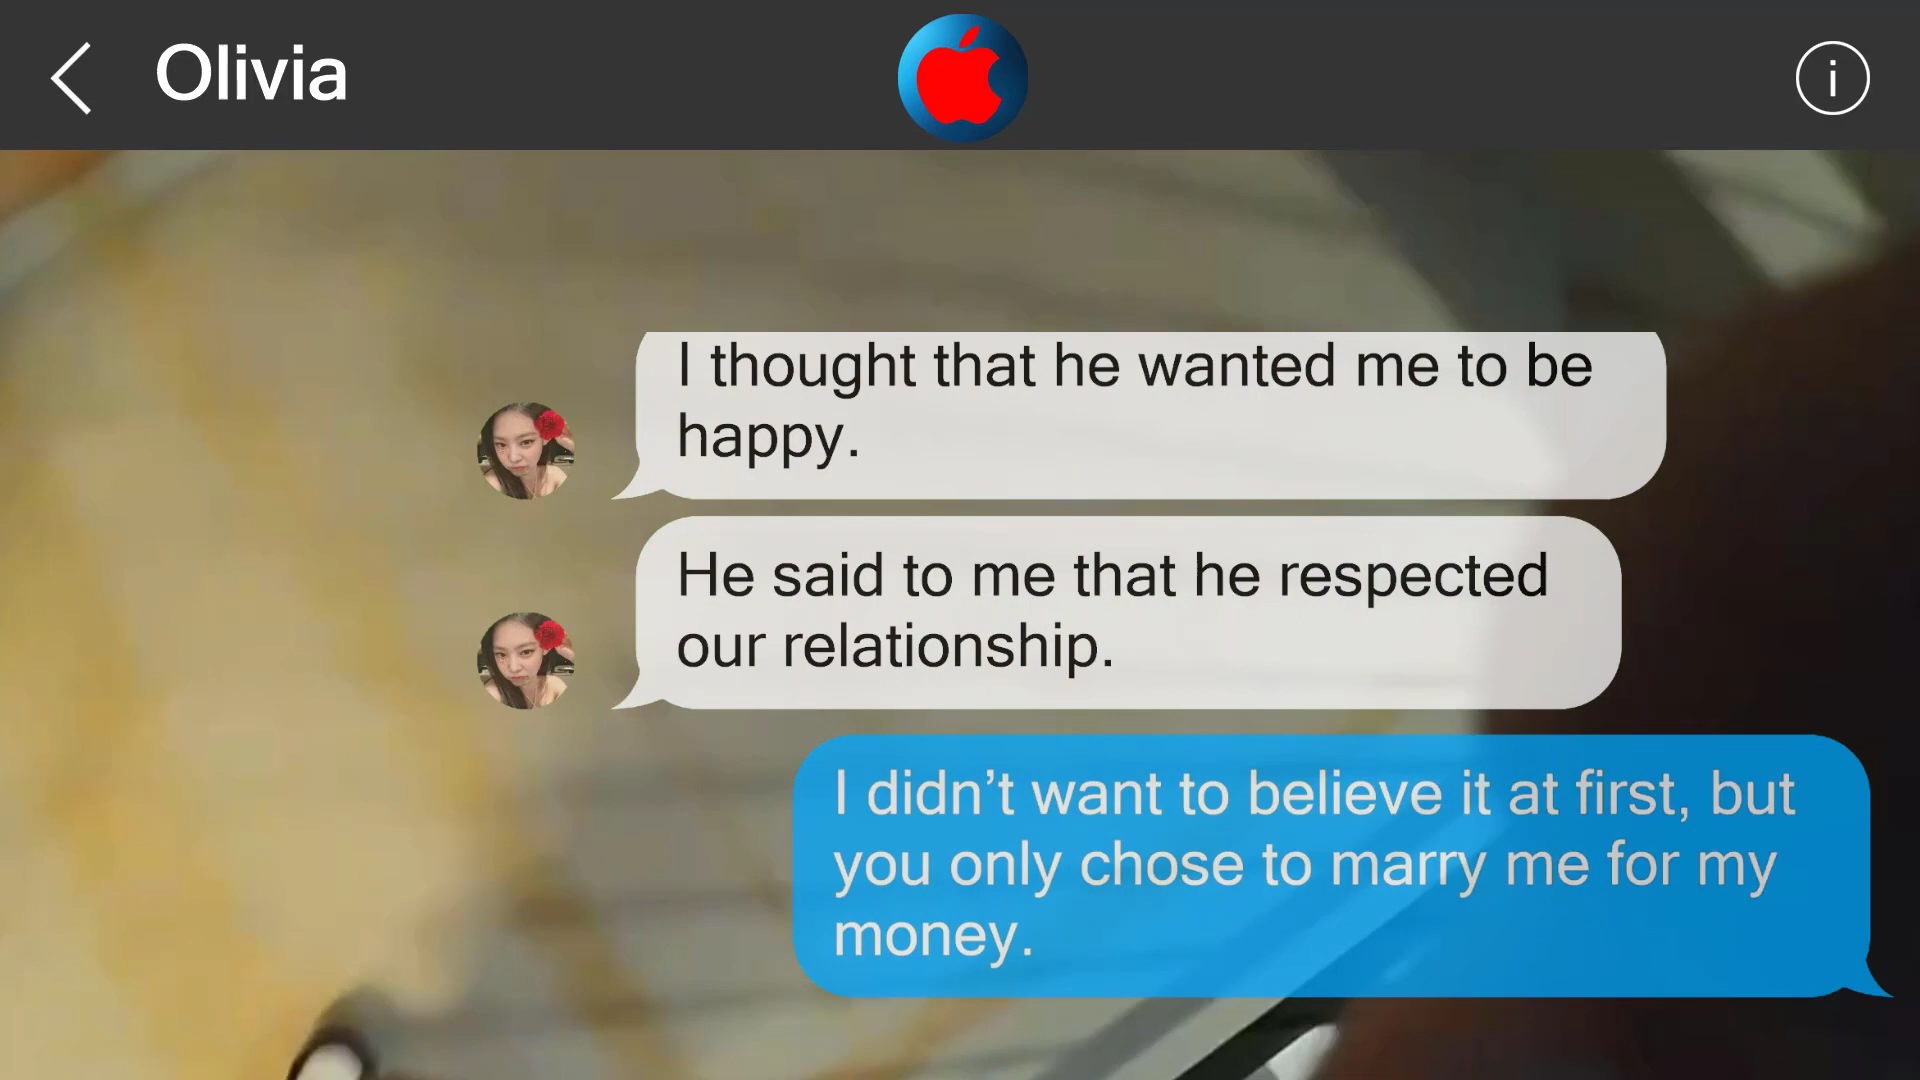 Olivia
I thought that he wanted me to be
happy.
He said to me that he respected
our relationship.
I didn’t want to believe it at first, but
you only chose to marry me for my
money.